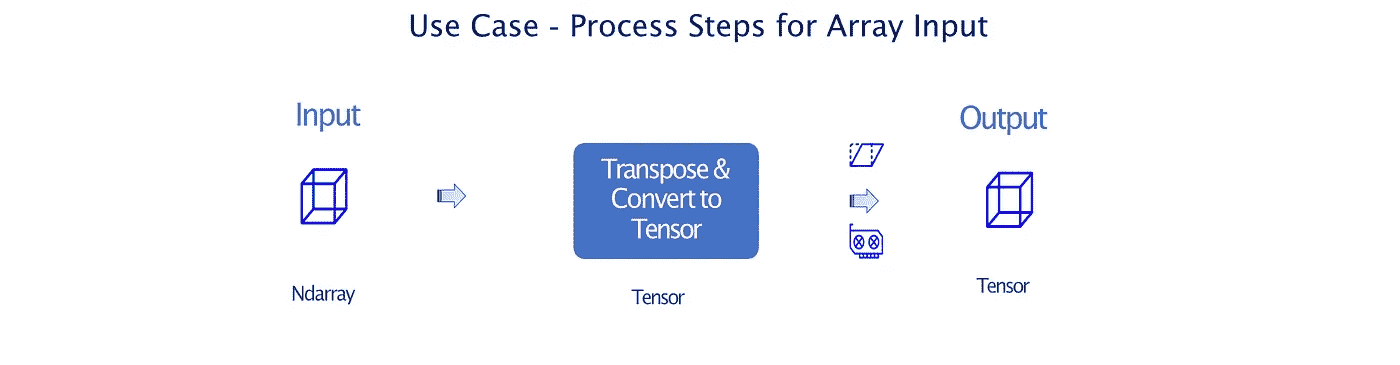 Use Case - Process Steps for Array Input
Input
Output
Transpose &
Convert to
Tensor
Ndarray
Tensor
Tensor